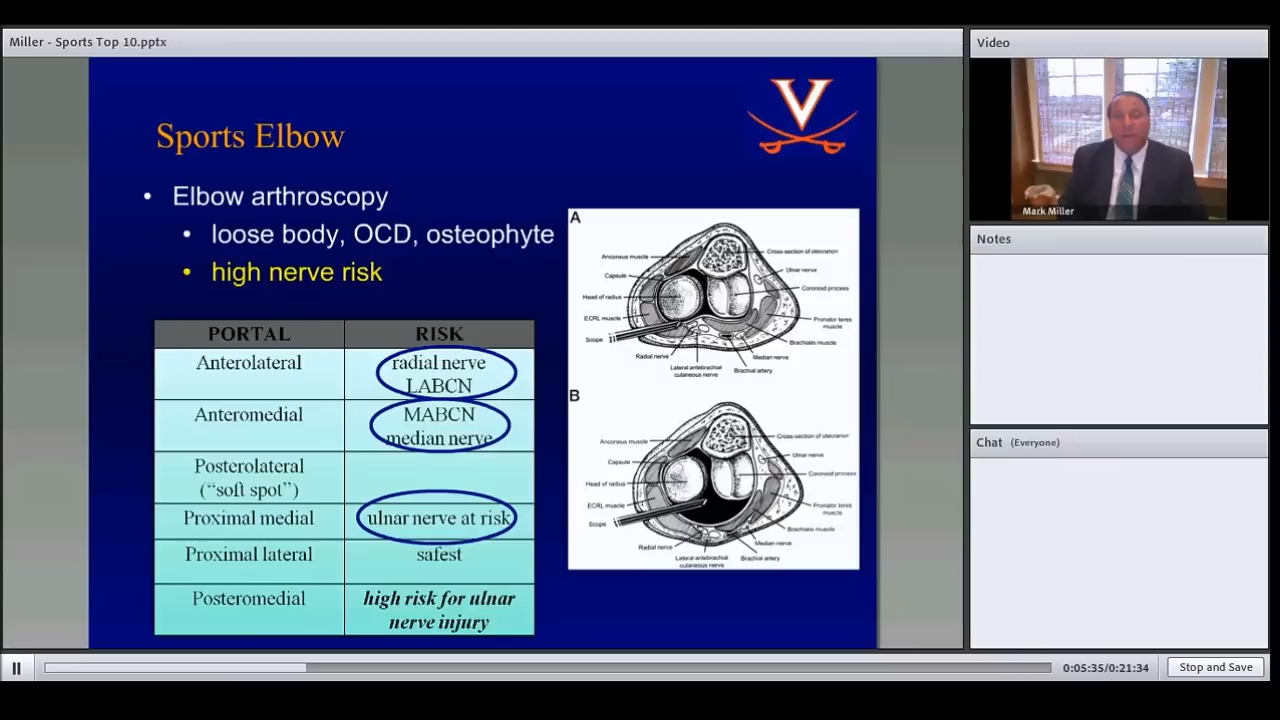 Miller - Sports Top 10.pptx
Sports Elbow
• Elbow arthroscopy
• loose body, OCD, osteophyte
• high nerve risk
PORTAL RISK
Anterolateral radial nerve
LABCN
Anteromedial MABCN
median nerve
Posterolateral
("soft spot")
Proximal medial ulnar nerve at risk
Proximal lateral safest
Posteromedial high risk for ulnar
nerve injury
A
Anconeus muscle
Capsule
Head of radius
ECRL muscle
Scope
Radial nerve
Lateral antebrachial
cutaneous nerve
Brachial artery
Median nerve
Brachialis muscle
Pronator teres
muscle
Coronoid process
Ulnar nerve
Cross-section of olecranon
B
Anconeus muscle
Capsule
Head of radius
ECRL muscle
Scope
Radial nerve
Lateral antebrachial
cutaneous nerve
Brachial artery
Median nerve
Brachialis muscle
Pronator teres
muscle
Coronoid process
Ulnar nerve
Cross-section of olecranon
Video
Mark Miller
Notes
Chat (Everyone)
0:05:35/0:21:34
Stop and Save